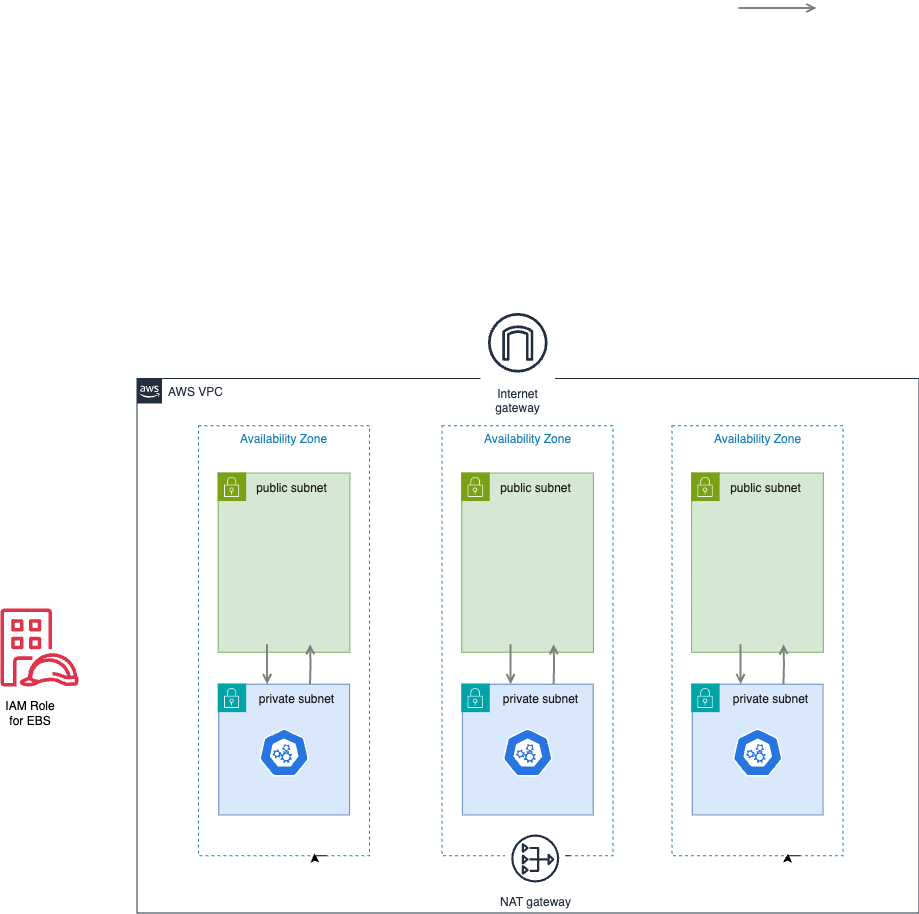 Internet
gateway
aws
AWS VPC
Availability Zone
Availability Zone
Availability Zone
public subnet
public subnet
public subnet
private subnet
private subnet
private subnet
IAM Role
for EBS
NAT gateway